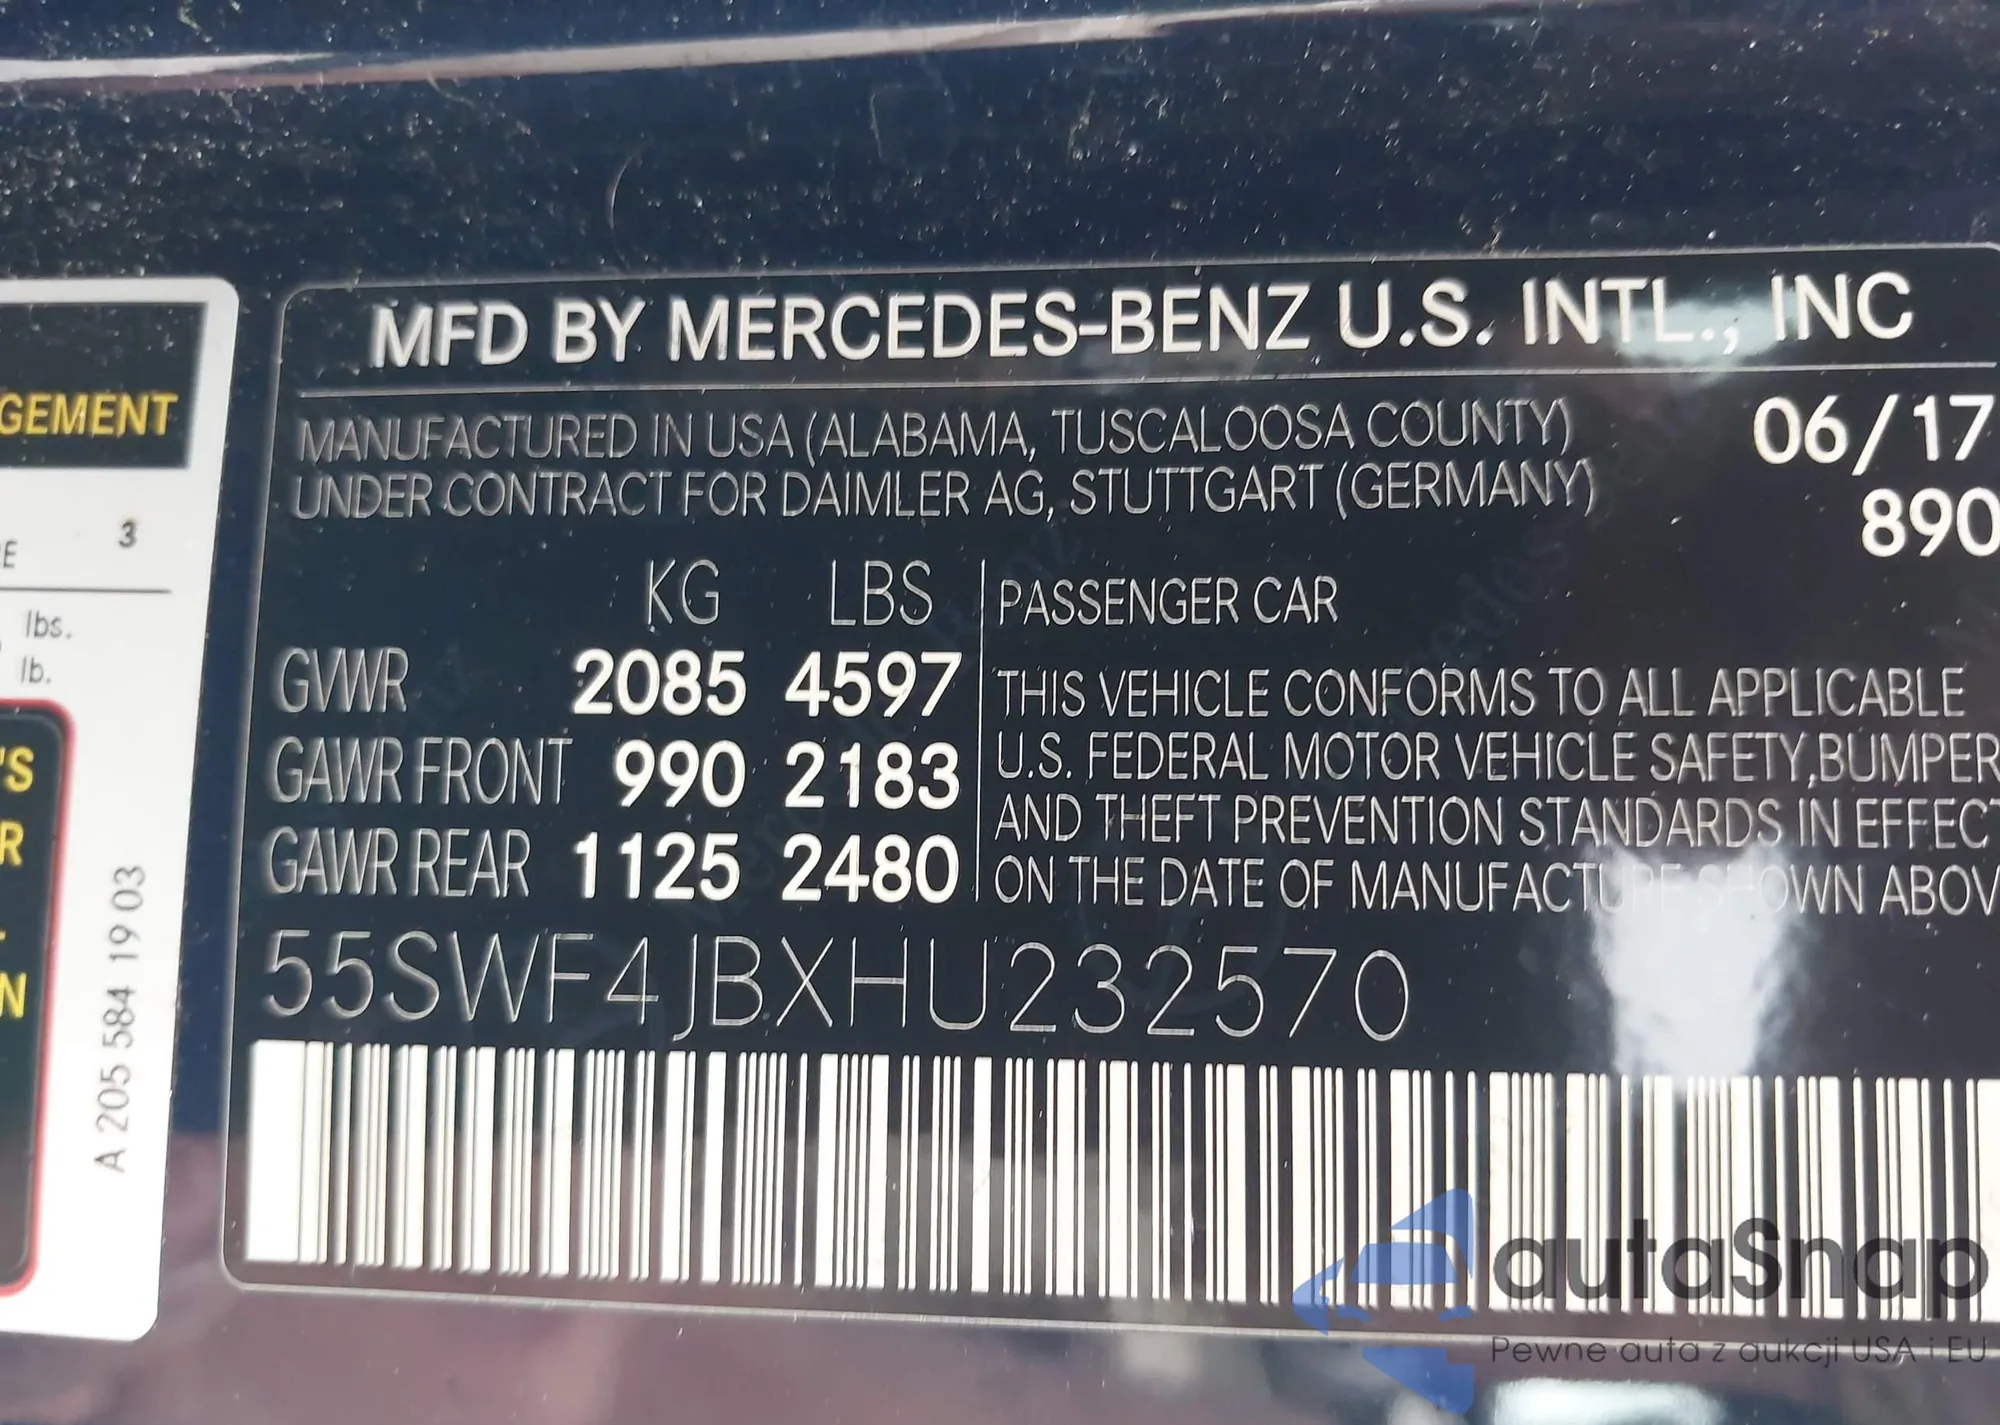 MFD BY MERCEDES-BENZ U.S. INTL., INC
MANUFACTURED IN USA (ALABAMA, TUSCALOOSA COUNTY)
UNDER CONTRACT FOR DAIMLER AG, STUTTGART (GERMANY)
06/17
890
KG LBS
GVWR 2085 4597
GAWR FRONT 990 2183
GAWR REAR 1125 2480
PASSENGER CAR
THIS VEHICLE CONFORMS TO ALL APPLICABLE
U.S. FEDERAL MOTOR VEHICLE SAFETY,BUMPER
AND THEFT PREVENTION STANDARDS IN EFFECT
ON THE DATE OF MANUFACTURE SHOWN ABOV
55SWF4JBXHU232570
GEMENT
3
lbs.
lb.
'S
R
N
A 205 584 19 03
autaSnap
Pewne auta z aukcji USA i EU